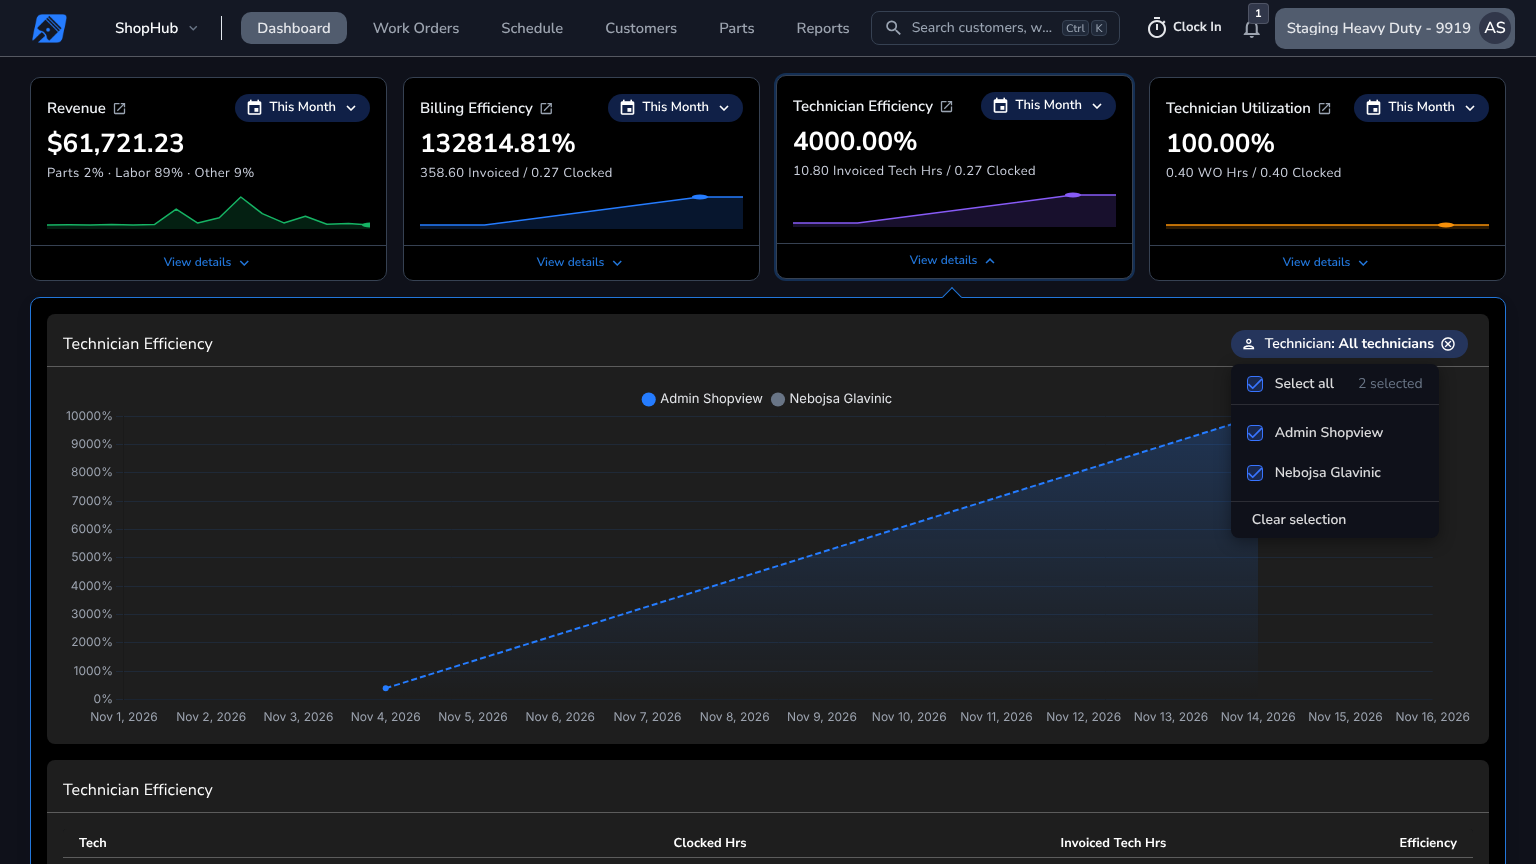 ShopHub
Dashboard
Work Orders
Schedule
Customers
Parts
Reports
Search customers, w...
Ctrl K
Clock In
1
Staging Heavy Duty - 9919
AS
Revenue
This Month
$61,721.23
Parts 2% · Labor 89% · Other 9%
View details
Billing Efficiency
This Month
132814.81%
358.60 Invoiced / 0.27 Clocked
View details
Technician Efficiency
This Month
4000.00%
10.80 Invoiced Tech Hrs / 0.27 Clocked
View details
Technician Utilization
This Month
100.00%
0.40 WO Hrs / 0.40 Clocked
View details
Technician Efficiency
Technician: All technicians
Select all 2 selected
Admin Shopview
Nebojsa Glavinic
Clear selection
Admin Shopview Nebojsa Glavinic
10000%
9000%
8000%
7000%
6000%
5000%
4000%
3000%
2000%
1000%
0%
Nov 1, 2026 Nov 2, 2026 Nov 3, 2026 Nov 4, 2026 Nov 5, 2026 Nov 6, 2026 Nov 7, 2026 Nov 8, 2026 Nov 9, 2026 Nov 10, 2026 Nov 11, 2026 Nov 12, 2026 Nov 13, 2026 Nov 14, 2026 Nov 15, 2026 Nov 16, 2026
Technician Efficiency
Tech Clocked Hrs Invoiced Tech Hrs Efficiency